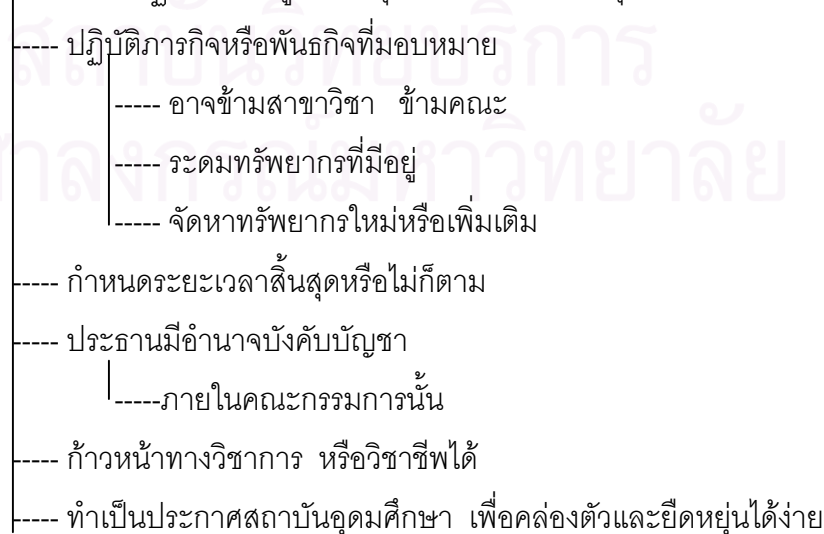 ----- ปฏิบัติภารกิจหรือพันธกิจที่มอบหมาย
----- อาจข้ามสาขาวิชา ข้ามคณะ
----- ระดมทรัพยากรที่มีอยู่
----- จัดหาทรัพยากรใหม่หรือเพิ่มเติม
----- กำหนดระยะเวลาสิ้นสุดหรือไม่ก็ตาม
----- ประธานมีอำนาจบังคับบัญชา
-----ภายในคณะกรรมการนั้น
----- ก้าวหน้าทางวิชาการ หรือวิชาชีพได้
----- ทำเป็นประกาศสถาบันอุดมศึกษา เพื่อคล่องตัวและยืดหยุ่นได้ง่าย